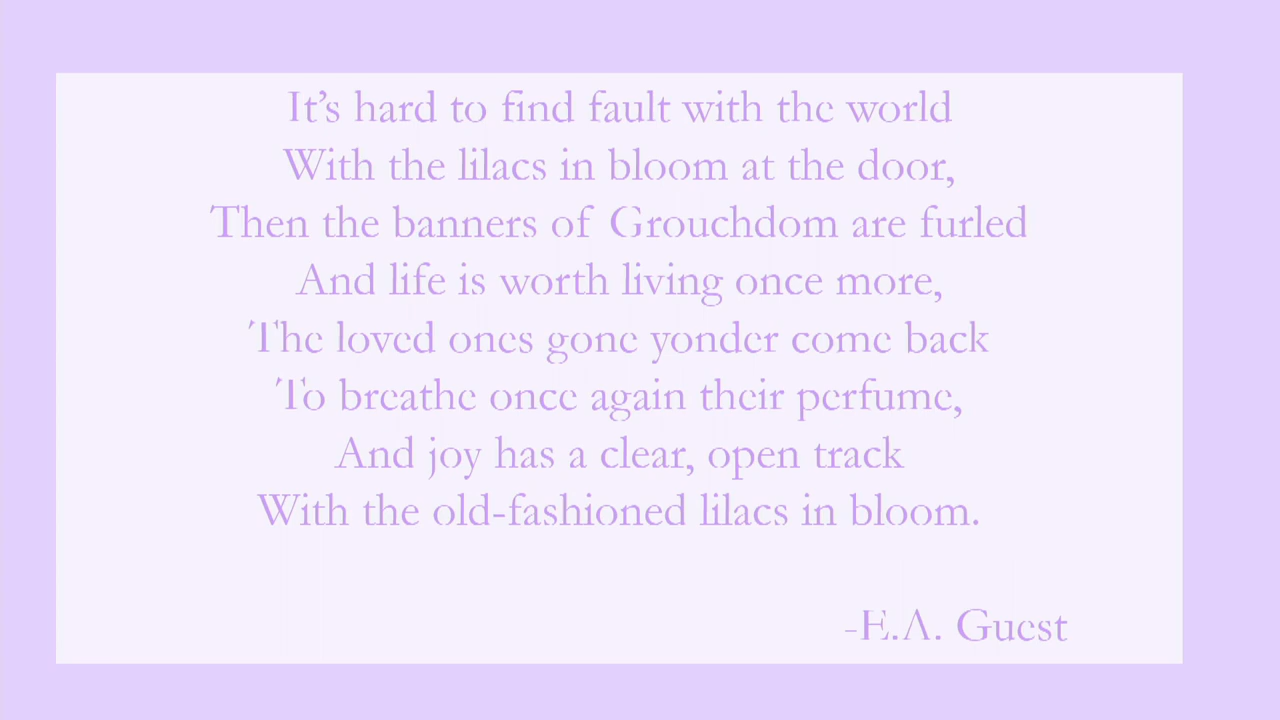 It’s hard to find fault with the world
With the lilacs in bloom at the door,
Then the banners of Grouchdom are furled
And life is worth living once more,
The loved ones gone yonder come back
To breathe once again their perfume,
And joy has a clear, open track
With the old-fashioned lilacs in bloom.
-E.A. Guest